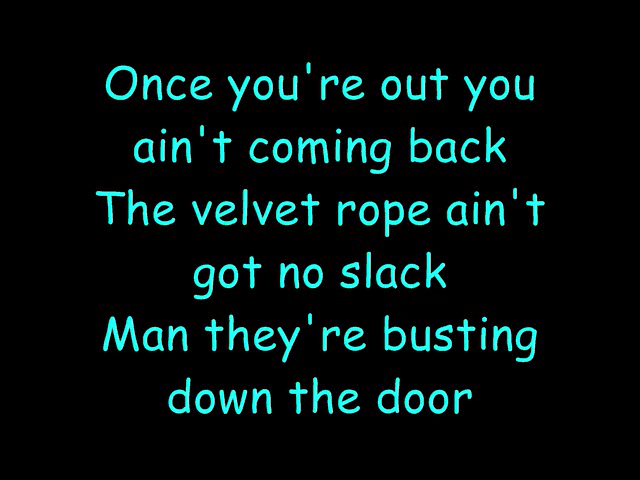 Once you're out you
ain't coming back
The velvet rope ain't
got no slack
Man they're busting
down the door